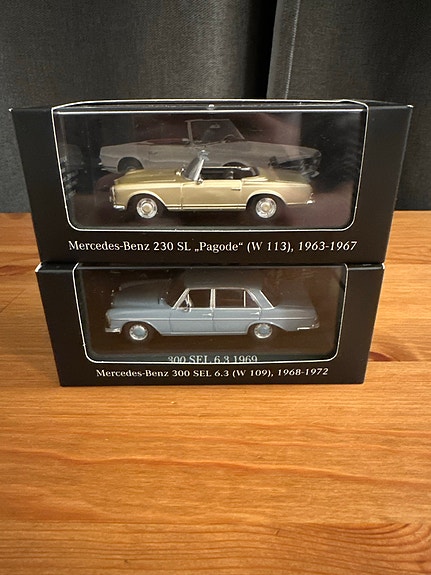 Mercedes-Benz 230 SL „Pagode“ (W 113), 1963-1967
300 SEL 6.3 1969
Mercedes-Benz 300 SEL 6.3 (W 109), 1968-1972